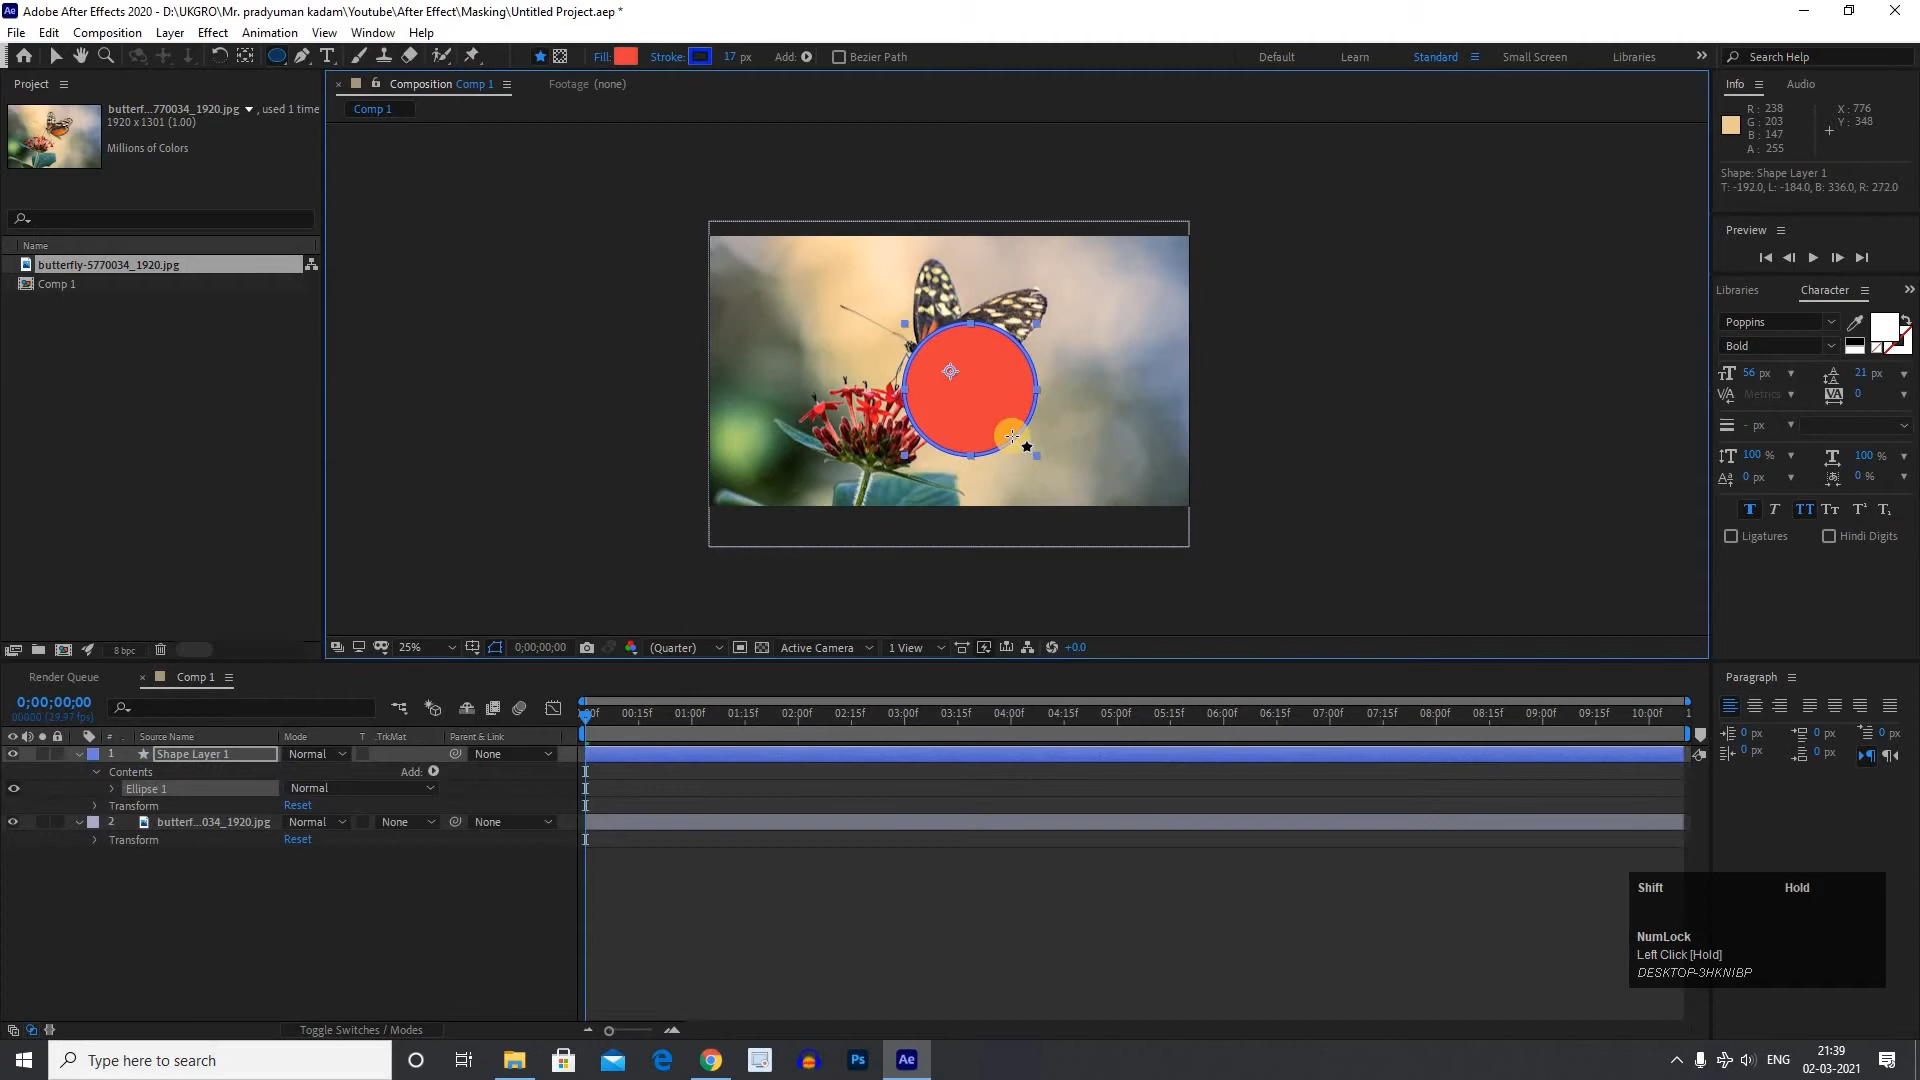 Adobe After Effects 2020 - D:\UKGRO\Mr. pradyuman kadam\Youtube\After Effect\Masking\Untitled Project.aep *
File Edit Composition Layer Effect Animation View Window Help
Fill: Stroke: 17 px Add: Bezier Path Default Learn Standard Small Screen Libraries Search Help
Project
butterf...770034_1920.jpg , used 1 time
1920 x 1301 (1.00)
Millions of Colors
Name
butterfly-5770034_1920.jpg
Comp 1
8 bpc
Composition Comp 1
Footage (none)
Comp 1
25% 0;00;00;00 (Quarter) Active Camera 1 View +0.0
Info Audio
R: 238
G: 203
B: 147
A: 255
X: 776
Y: 348
Shape: Shape Layer 1
T: -192.0, L: -184.0, B: 336.0, R: 272.0
Preview
Libraries Character
Poppins
Bold
56 px 21 px
Metrics 0
- px
100 % 100 %
0 px 0 %
Ligatures Hindi Digits
Paragraph
0 px 0 px 0 px
0 px 0 px
Render Queue Comp 1
0;00;00;00
00000 (29.97 fps)
00:15f 01:00f 01:15f 02:00f 02:15f 03:00f 03:15f 04:00f 04:15f 05:00f 05:15f 06:00f 06:15f 07:00f 07:15f 08:00f 08:15f 09:00f 09:15f 10:00f 1
# Source Name Mode T .TrkMat Parent & Link
1 Shape Layer 1 Normal None
Contents Add:
Ellipse 1 Normal
Transform Reset
2 butterf...034_1920.jpg Normal None None
Transform Reset
Toggle Switches / Modes
Shift Hold
NumLock
Left Click [Hold]
DESKTOP-3HKNIBP
Type here to search
Ps Ae
ENG
21:39
02-03-2021